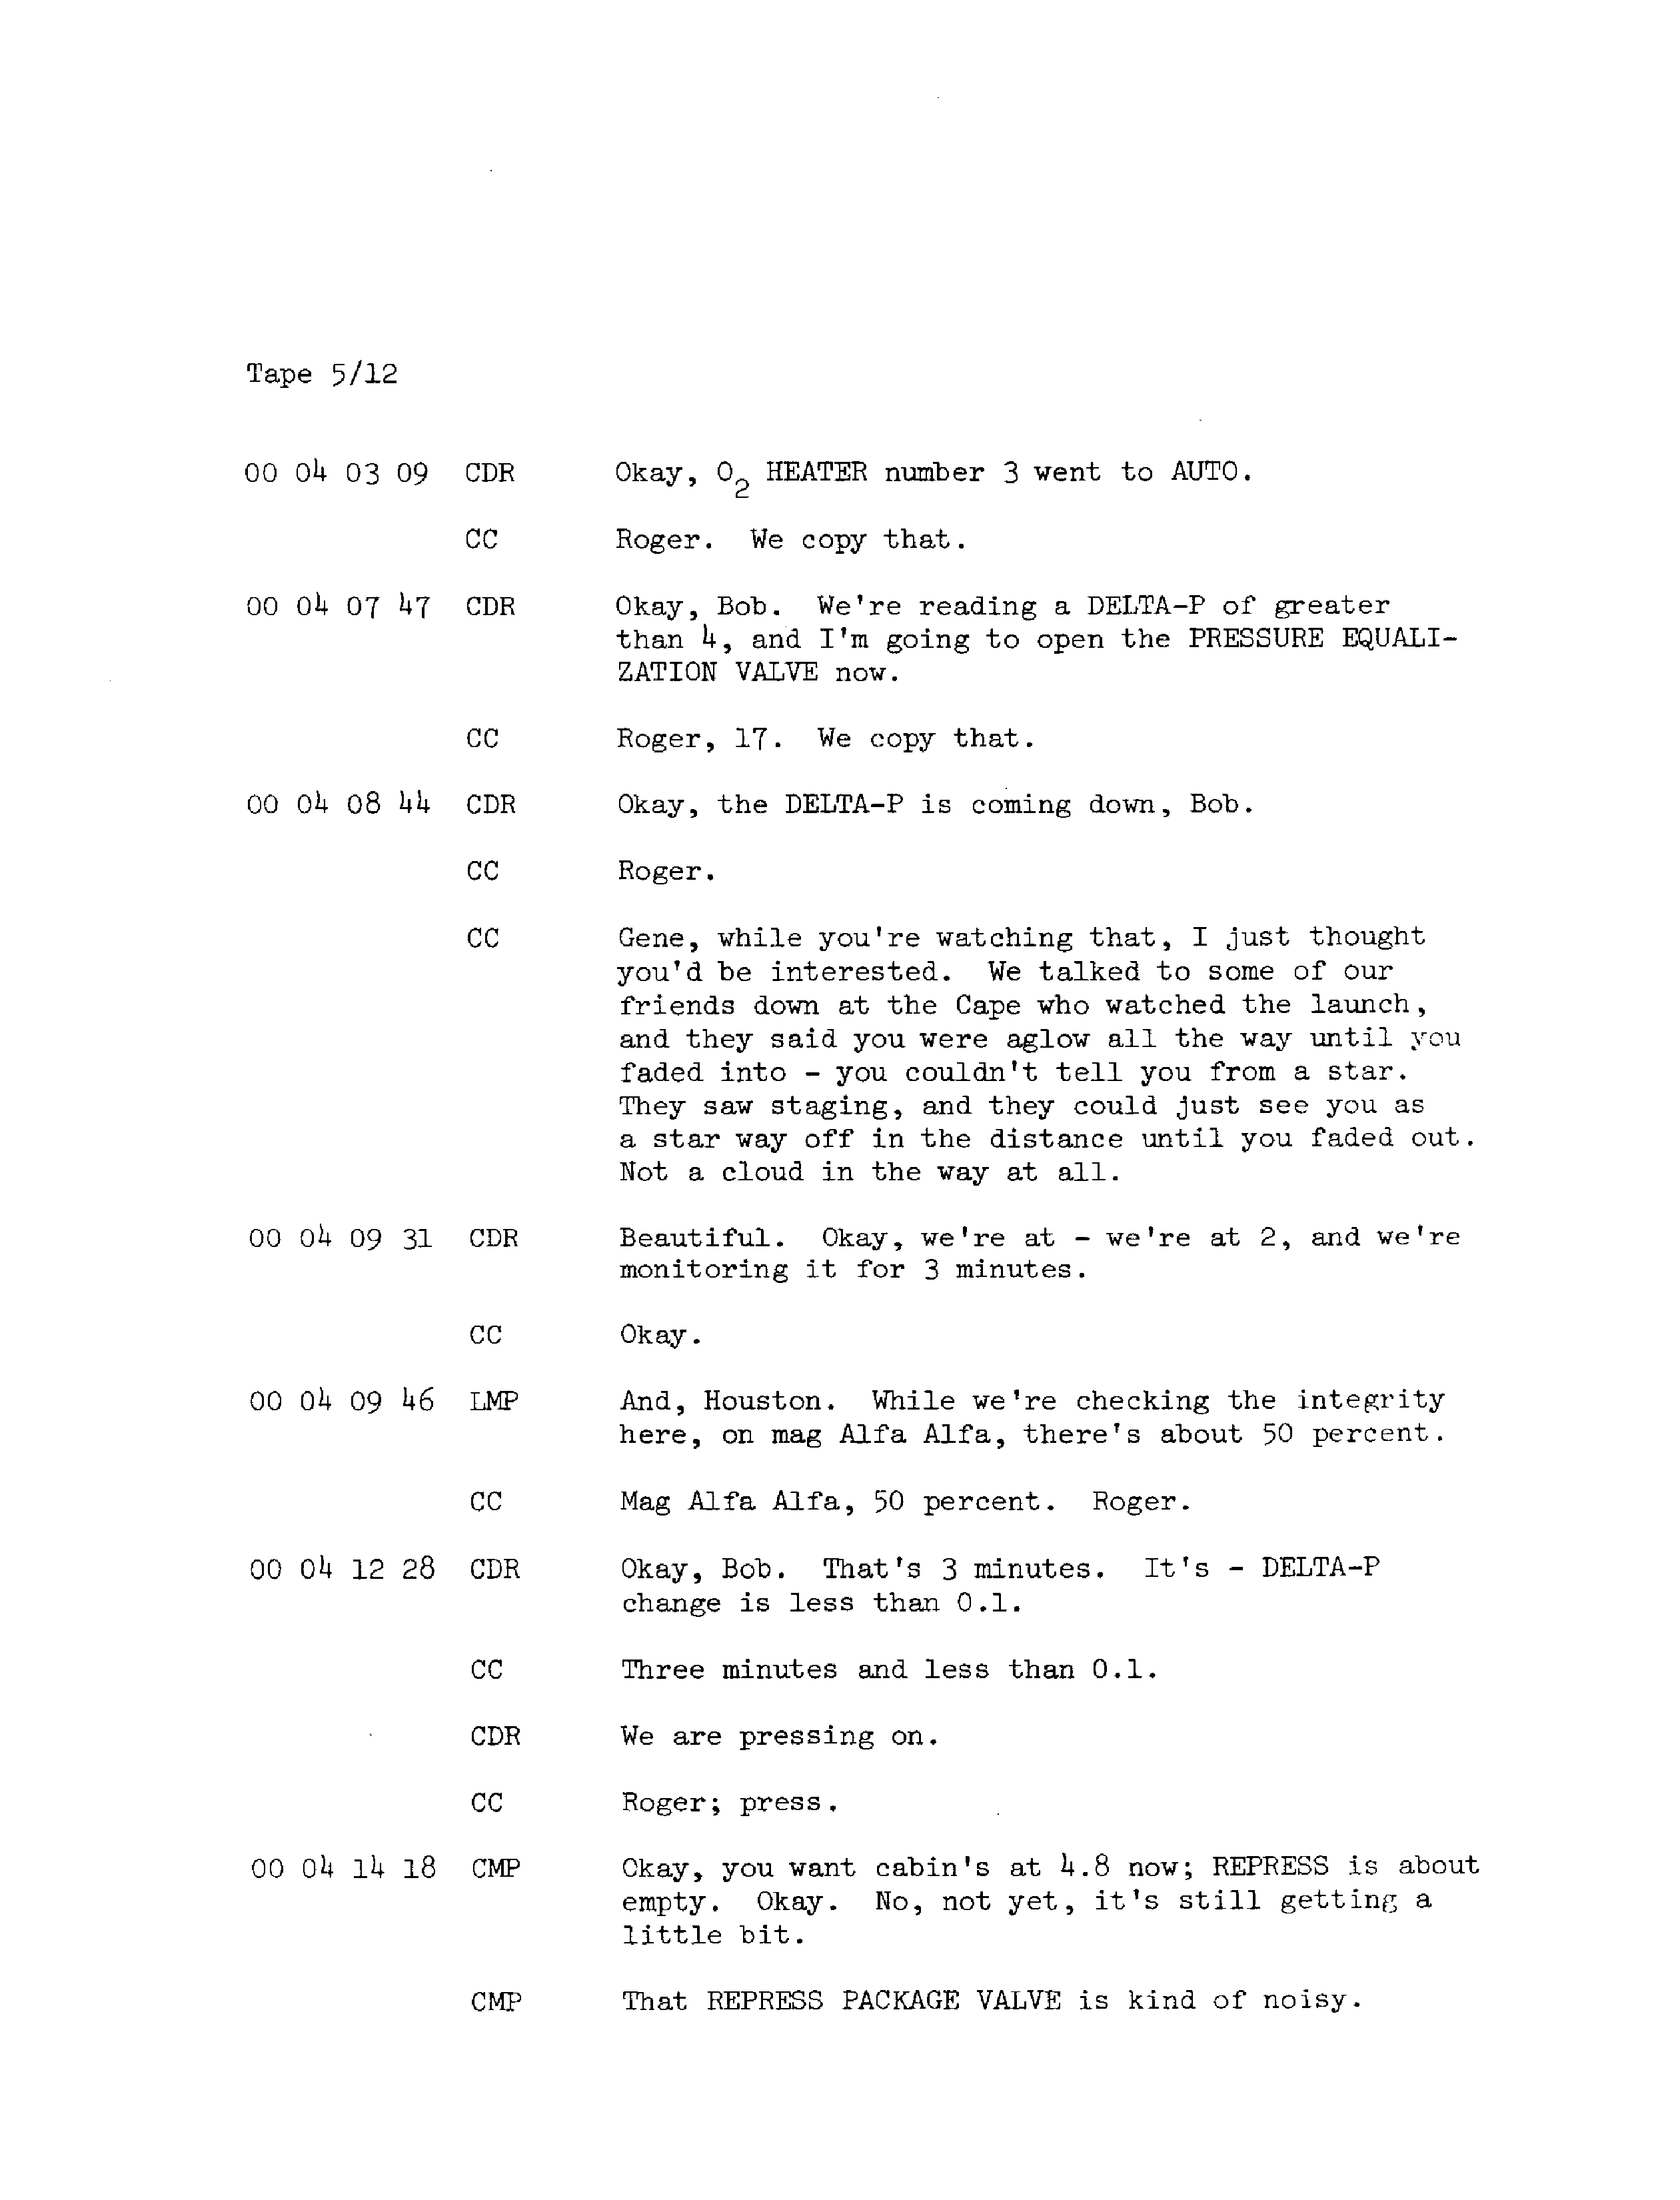 Tape 5/12
00 04 03 09 CDR Okay, O2 HEATER number 3 went to AUTO.
CC Roger. We copy that.
00 04 07 47 CDR Okay, Bob. We're reading a DELTA-P of greater
than 4, and I'm going to open the PRESSURE EQUALI-
ZATION VALVE now.
CC Roger, 17. We copy that.
00 04 08 44 CDR Okay, the DELTA-P is coming down, Bob.
CC Roger.
CC Gene, while you're watching that, I just thought
you'd be interested. We talked to some of our
friends down at the Cape who watched the launch,
and they said you were aglow all the way until you
faded into - you couldn't tell you from a star.
They saw staging, and they could just see you as
a star way off in the distance until you faded out.
Not a cloud in the way at all.
00 04 09 31 CDR Beautiful. Okay, we're at - we're at 2, and we're
monitoring it for 3 minutes.
CC Okay.
00 04 09 46 LMP And, Houston. While we're checking the integrity
here, on mag Alfa Alfa, there's about 50 percent.
CC Mag Alfa Alfa, 50 percent. Roger.
00 04 12 28 CDR Okay, Bob. That's 3 minutes. It's - DELTA-P
change is less than 0.1.
CC Three minutes and less than 0.1.
CDR We are pressing on.
CC Roger; press.
00 04 14 18 CMP Okay, you want cabin's at 4.8 now; REPRESS is about
empty. Okay. No, not yet, it's still getting a
little bit.
CMP That REPRESS PACKAGE VALVE is kind of noisy.